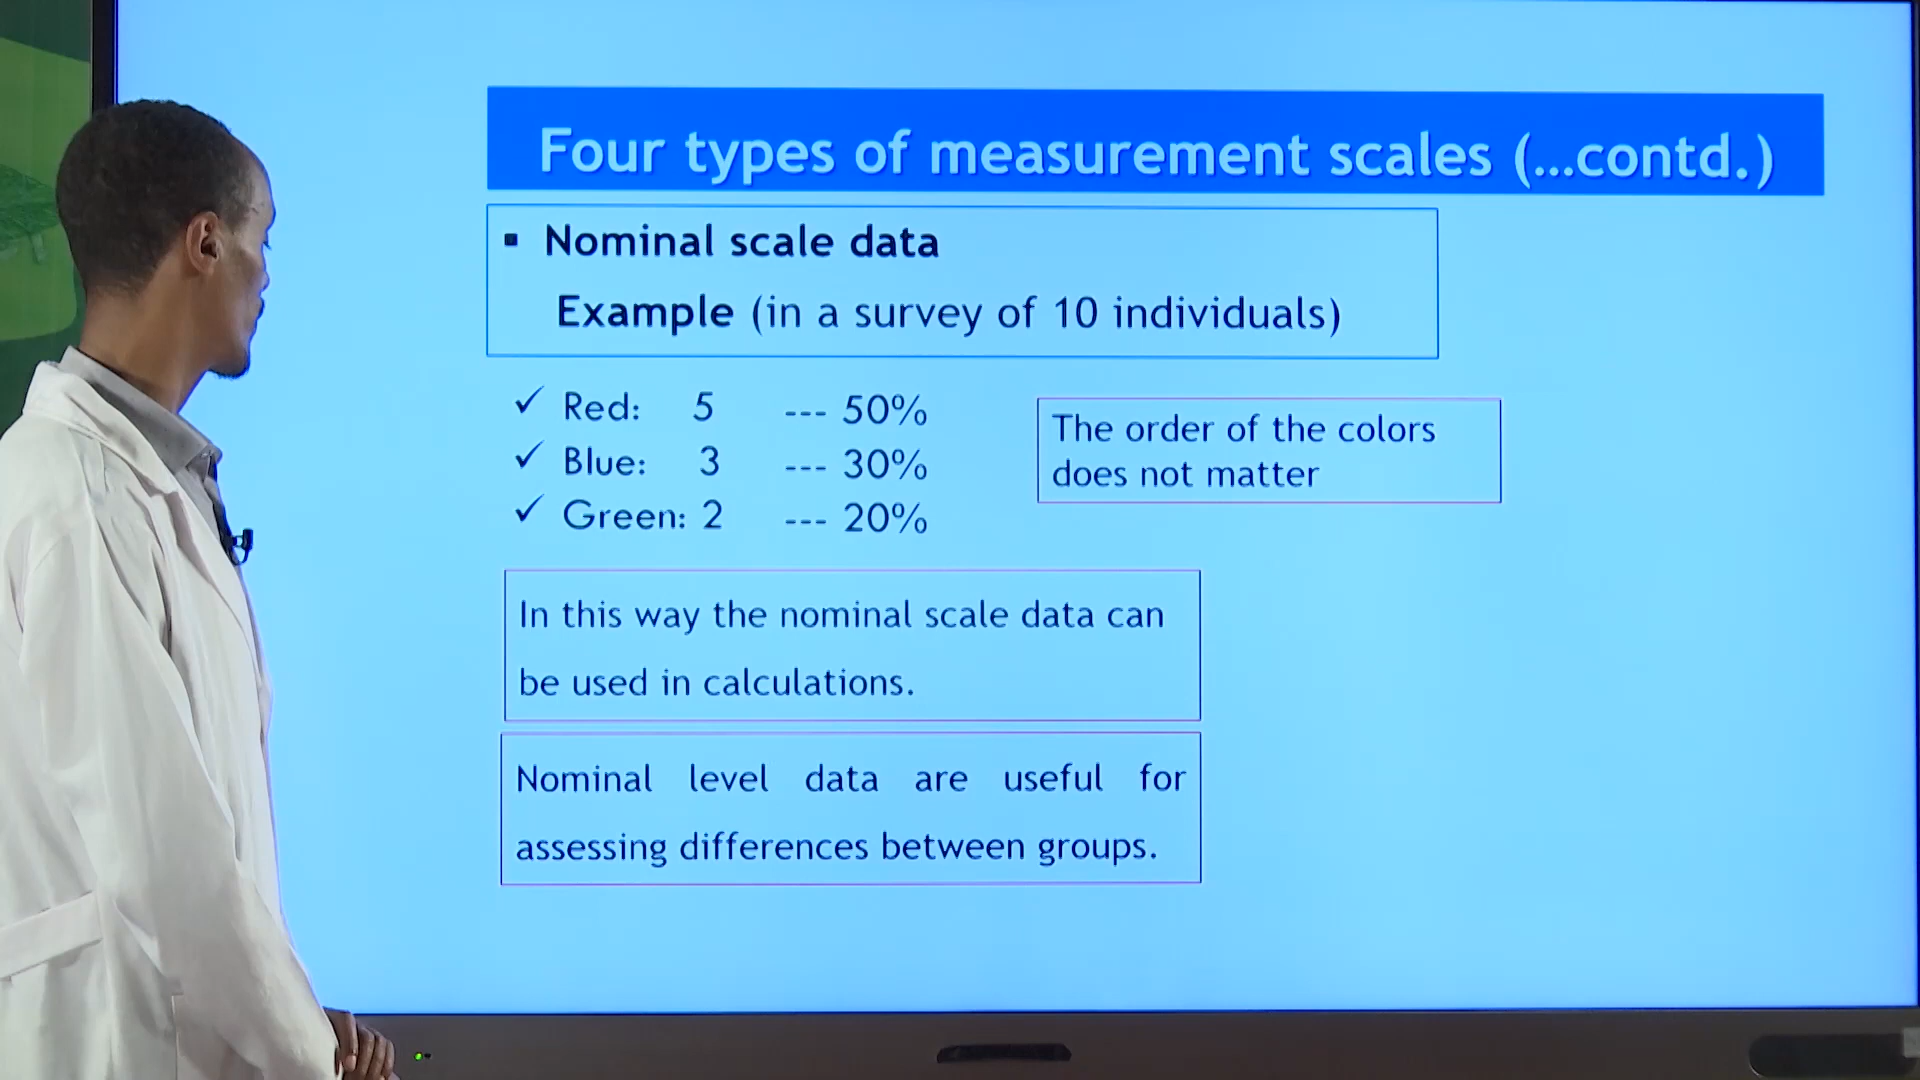 Four types of measurement scales (...contd.)
▪ Nominal scale data
Example (in a survey of 10 individuals)
✓ Red: 5 --- 50%
✓ Blue: 3 --- 30%
✓ Green: 2 --- 20%
The order of the colors
does not matter
In this way the nominal scale data can
be used in calculations.
Nominal level data are useful for
assessing differences between groups.